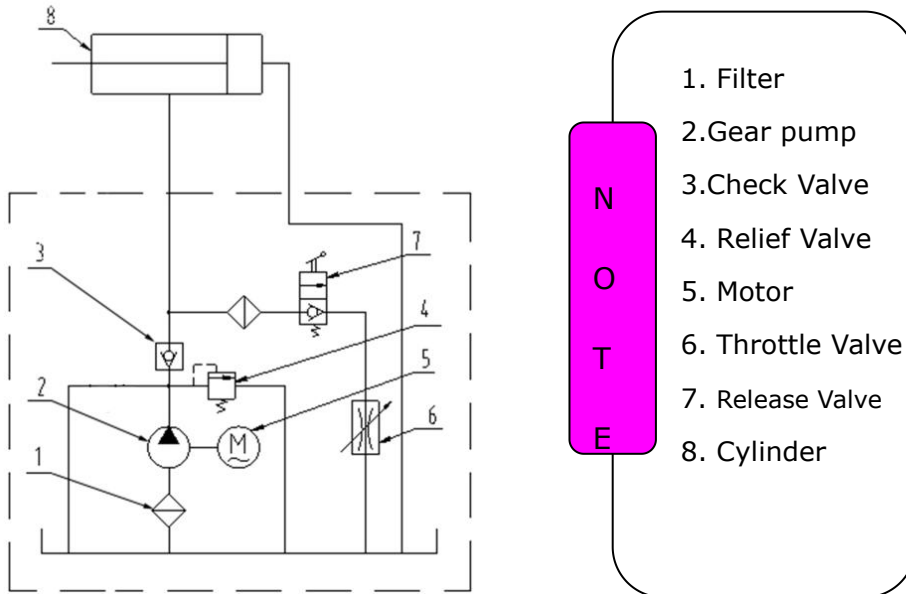 8
3
7
4
2
5
6
1
M
NOTE
1. Filter
2.Gear pump
3.Check Valve
4. Relief Valve
5. Motor
6. Throttle Valve
7. Release Valve
8. Cylinder